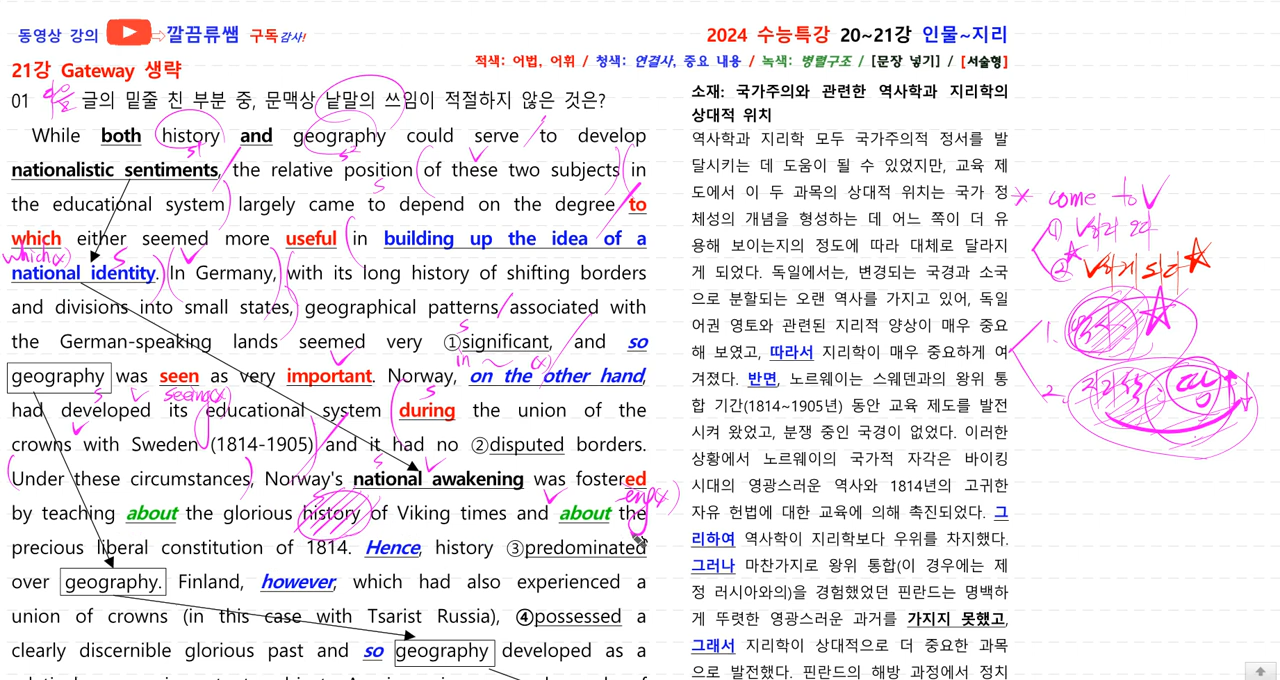 동영상 강의 깔끔류쌤 구독감사!
2024 수능특강 20~21강 인물~지리
21강 Gateway 생략
적색: 어법, 어휘 / 청색: 연결사, 중요 내용 / 녹색: 병렬구조 / [문장 넣기] / [서술형]
01 다음 글의 밑줄 친 부분 중, 문맥상 낱말의 쓰임이 적절하지 않은 것은?
While both history and geography could serve to develop
nationalistic sentiments, the relative position of these two subjects in
the educational system largely came to depend on the degree to
which either seemed more useful in building up the idea of a
which(x)
national identity. In Germany, with its long history of shifting borders
and divisions into small states, geographical patterns associated with
the German-speaking lands seemed very ①significant, and so
in ~ (x)
geography was seen as very important. Norway, on the other hand,
seeing(x)
had developed its educational system during the union of the
crowns with Sweden (1814-1905) and it had no ②disputed borders.
Under these circumstances, Norway's national awakening was fostered
ing(x)
by teaching about the glorious history of Viking times and about the
precious liberal constitution of 1814. Hence, history ③predominated
over geography. Finland, however, which had also experienced a
union of crowns (in this case with Tsarist Russia), ④possessed a
clearly discernible glorious past and so geography developed as a
소재: 국가주의와 관련한 역사학과 지리학의
상대적 위치
역사학과 지리학 모두 국가주의적 정서를 발
달시키는 데 도움이 될 수 있었지만, 교육 제
도에서 이 두 과목의 상대적 위치는 국가 정
체성의 개념을 형성하는 데 어느 쪽이 더 유
용해 보이는지의 정도에 따라 대체로 달라지
게 되었다. 독일에서는, 변경되는 국경과 소국
으로 분할되는 오랜 역사를 가지고 있어, 독일
어권 영토와 관련된 지리적 양상이 매우 중요
해 보였고, 따라서 지리학이 매우 중요하게 여
겨졌다. 반면, 노르웨이는 스웨덴과의 왕위 통
합 기간(1814~1905년) 동안 교육 제도를 발전
시켜 왔었고, 분쟁 중인 국경이 없었다. 이러한
상황에서 노르웨이의 국가적 자각은 바이킹
시대의 영광스러운 역사와 1814년의 고귀한
자유 헌법에 대한 교육에 의해 촉진되었다. 그
리하여 역사학이 지리학보다 우위를 차지했다.
그러나 마찬가지로 왕위 통합(이 경우에는 제
정 러시아와의)을 경험했었던 핀란드는 명백하
게 뚜렷한 영광스러운 과거를 가지지 못했고,
그래서 지리학이 상대적으로 더 중요한 과목
으로 발전했다. 핀란드의 해방 과정에서 정치
* come to V
① V하러 오다
② V하게 되다
1. 역사
2. 지리학: 땅